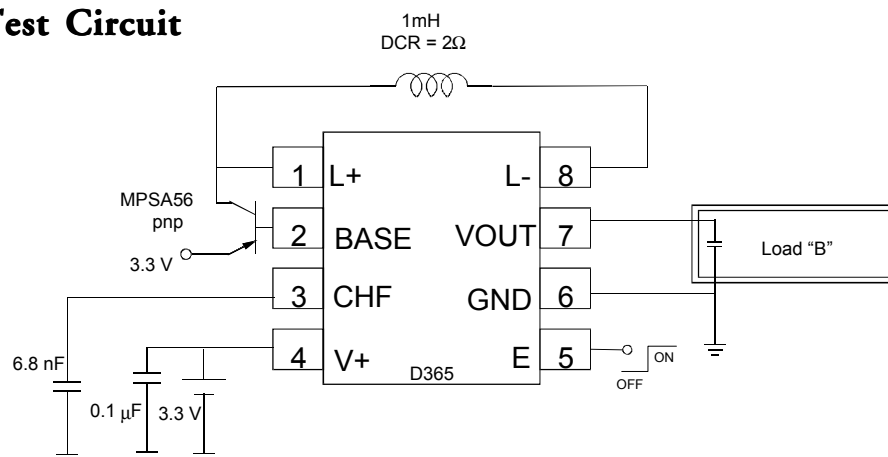 Test Circuit
1mH
DCR = 2Ω
MPSA56
pnp
3.3 V
1 L+
2 BASE
3 CHF
4 V+
L- 8
VOUT 7
GND 6
E 5
D365
Load “B”
ON
OFF
6.8 nF
0.1 μF
3.3 V